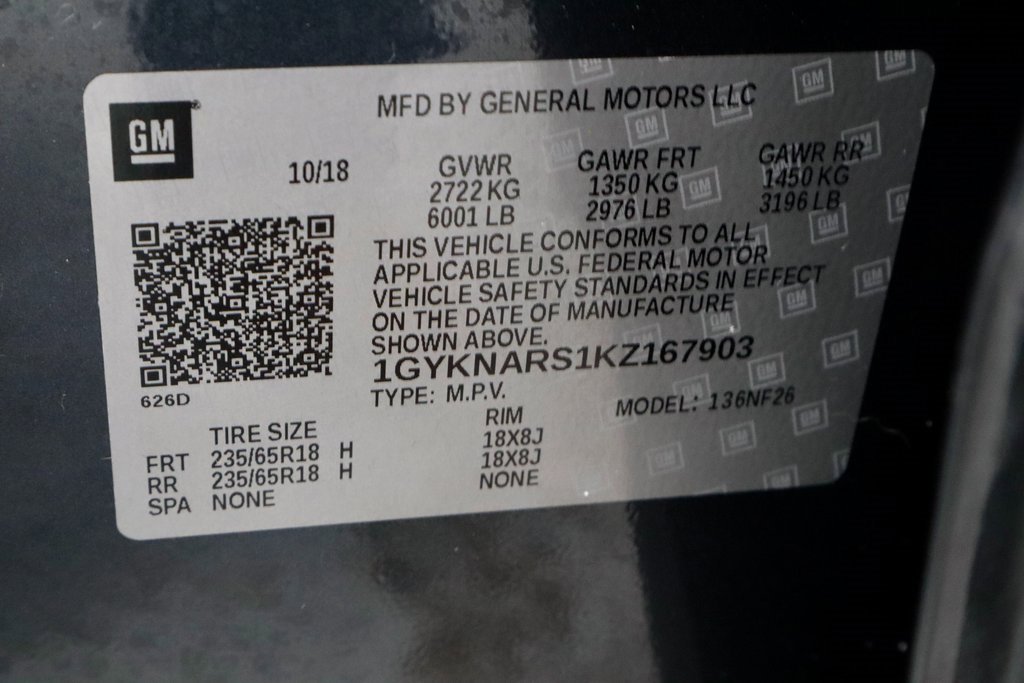 GM
MFD BY GENERAL MOTORS LLC
10/18
GVWR GAWR FRT GAWR RR
2722 KG 1350 KG 1450 KG
6001 LB 2976 LB 3196 LB
THIS VEHICLE CONFORMS TO ALL
APPLICABLE U.S. FEDERAL MOTOR
VEHICLE SAFETY STANDARDS IN EFFECT
ON THE DATE OF MANUFACTURE
SHOWN ABOVE.
1GYKNARS1KZ167903
626D
TYPE: M.P.V. MODEL: 136NF26
TIRE SIZE RIM
FRT 235/65R18 H 18X8J
RR 235/65R18 H 18X8J
SPA NONE NONE